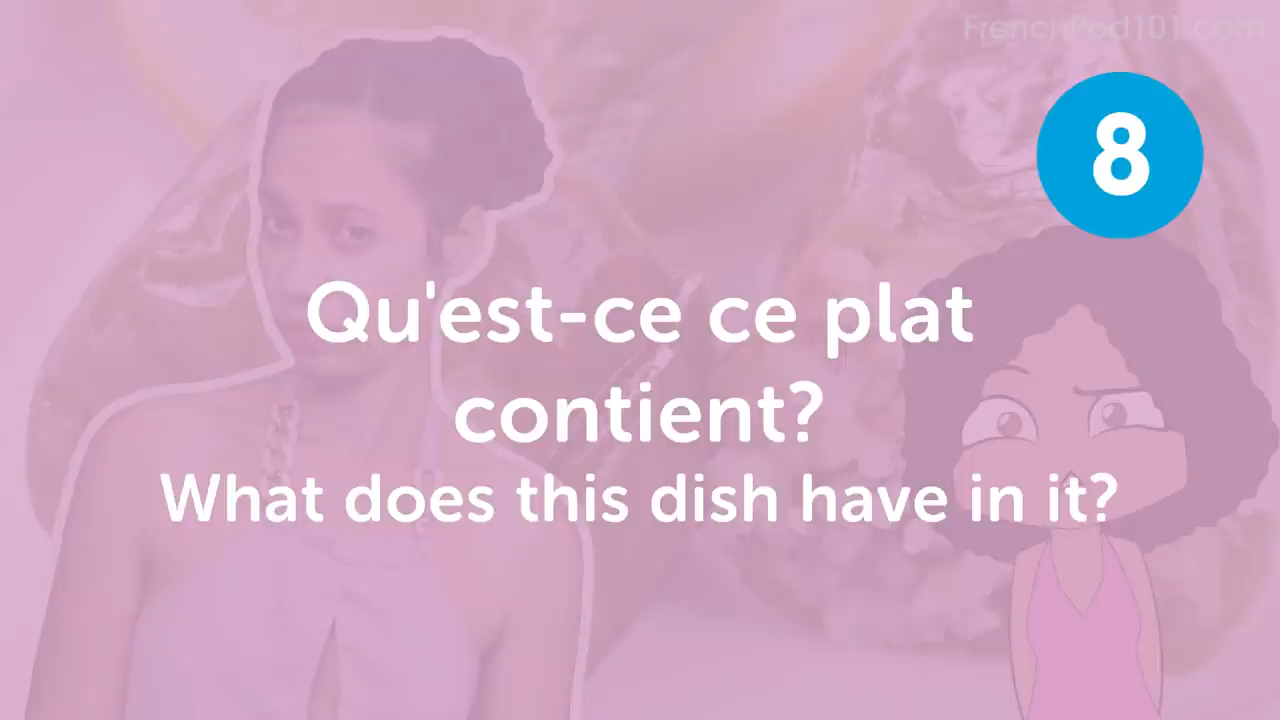 FrenchPod101.com
8
Qu'est-ce ce plat
contient?
What does this dish have in it?